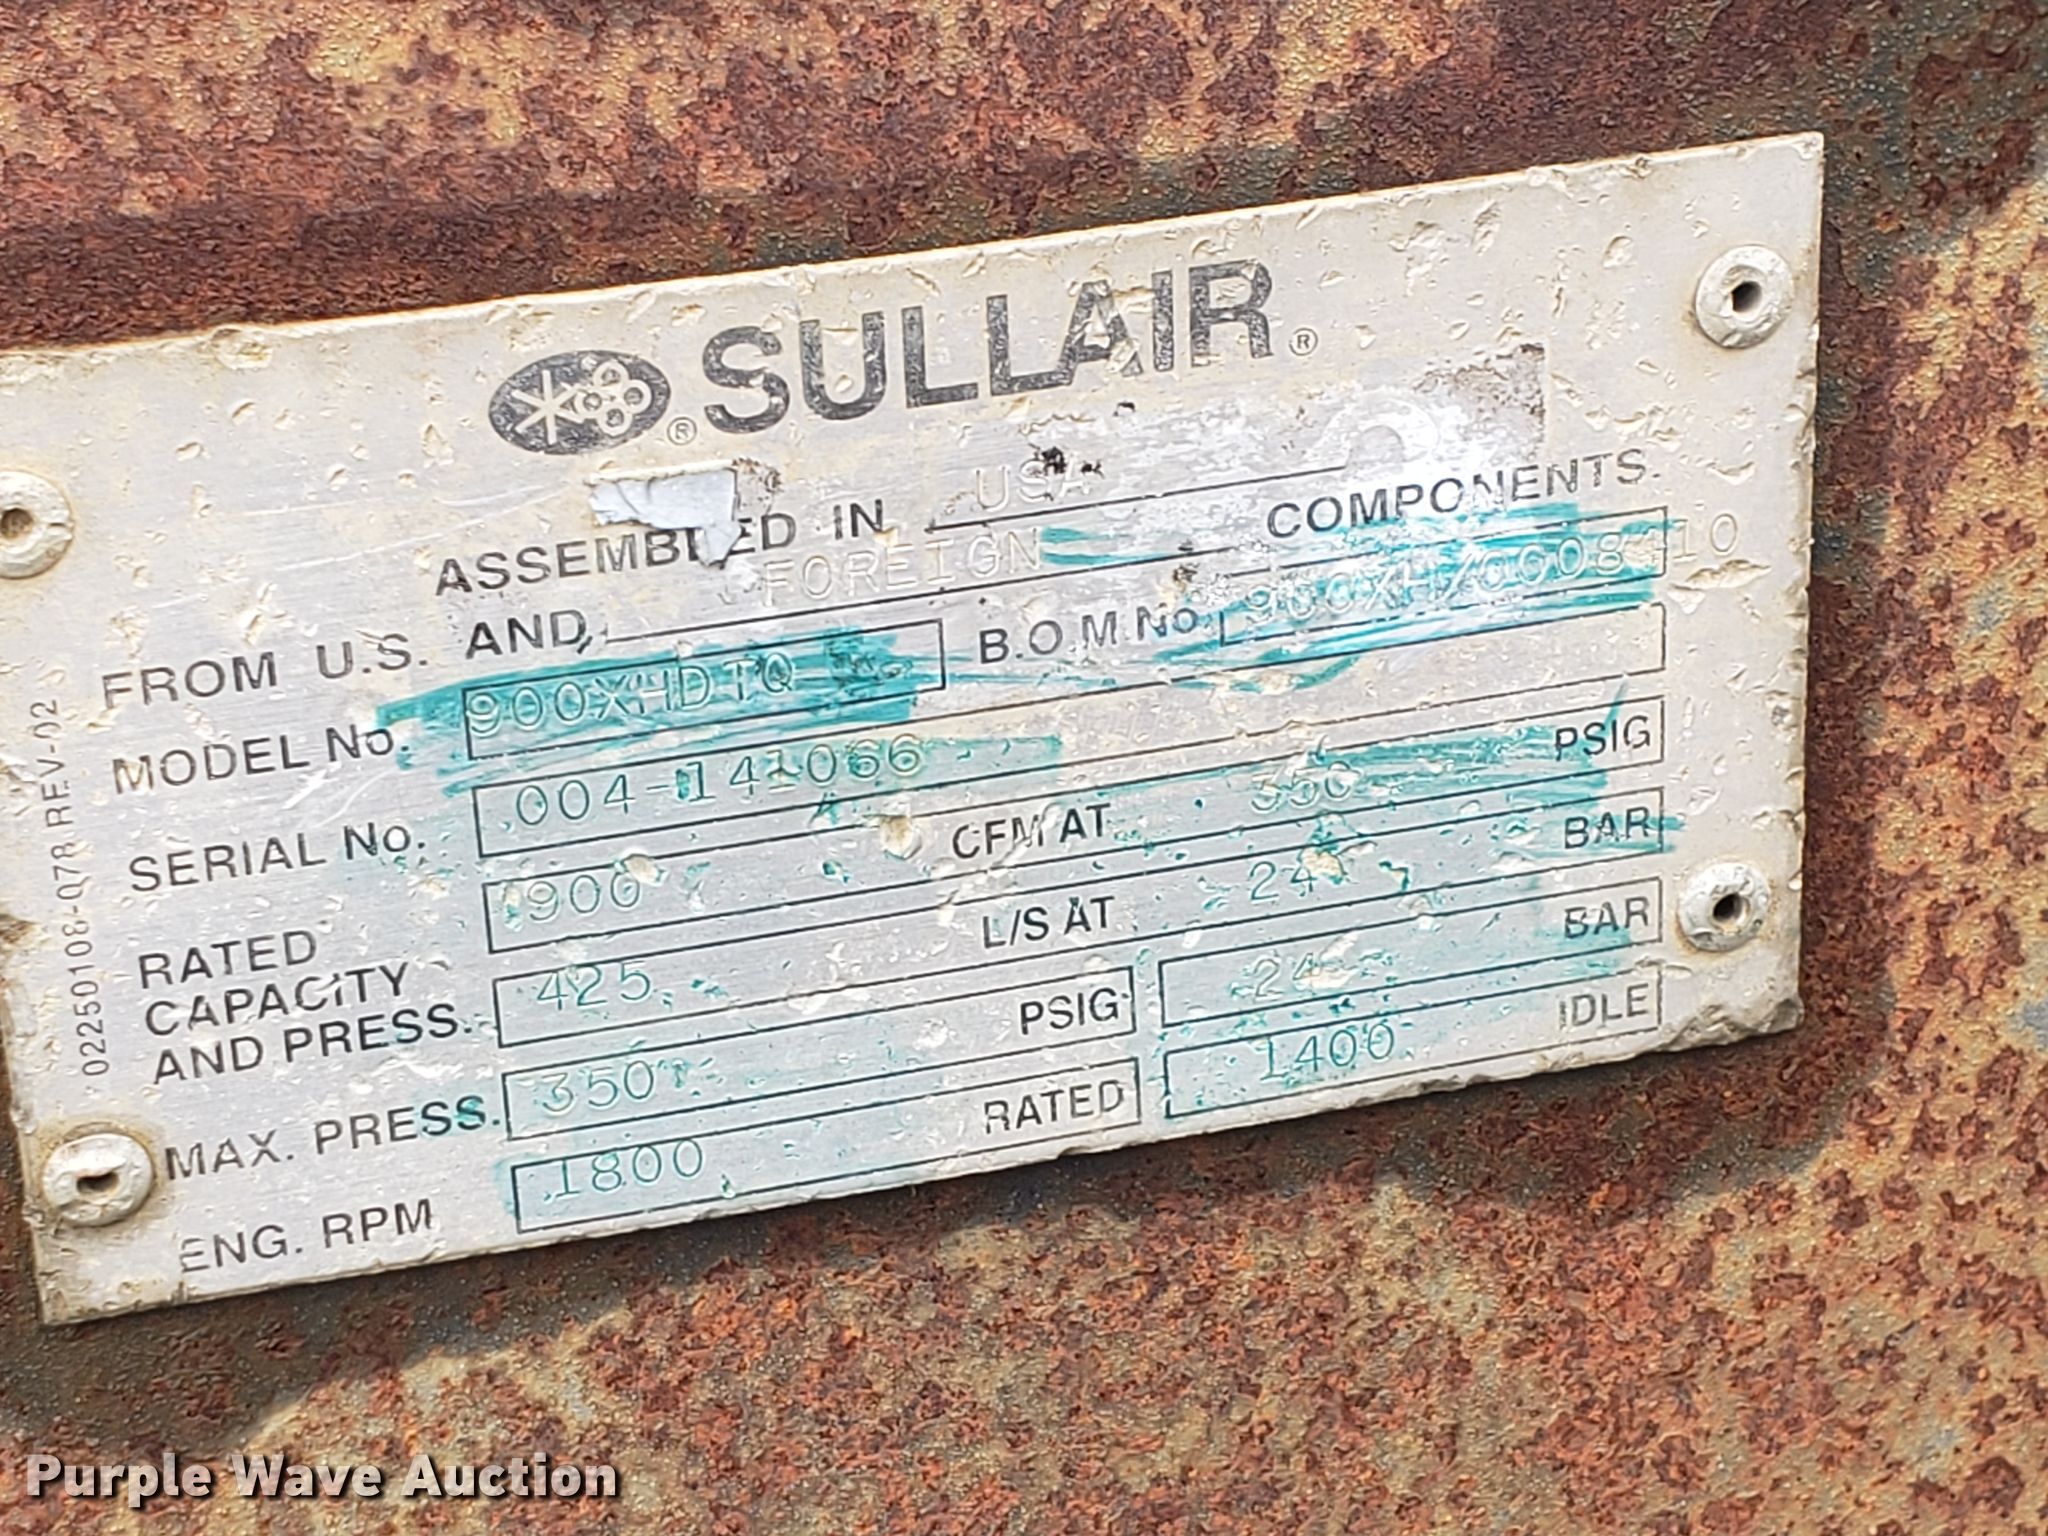 ® SULLAIR ®
ASSEMBLED IN USA
FROM U.S. AND FOREIGN COMPONENTS.
MODEL No. 900XHDTQ B.O.M No.
SERIAL No. 004-141066
RATED CAPACITY AND PRESS.
900 CFM AT 350 PSIG
425 L/S AT 24 BAR
MAX. PRESS. 350 PSIG 24 BAR
ENG. RPM 1800 RATED 1400 IDLE
02250108-078 REV-02
Purple Wave Auction